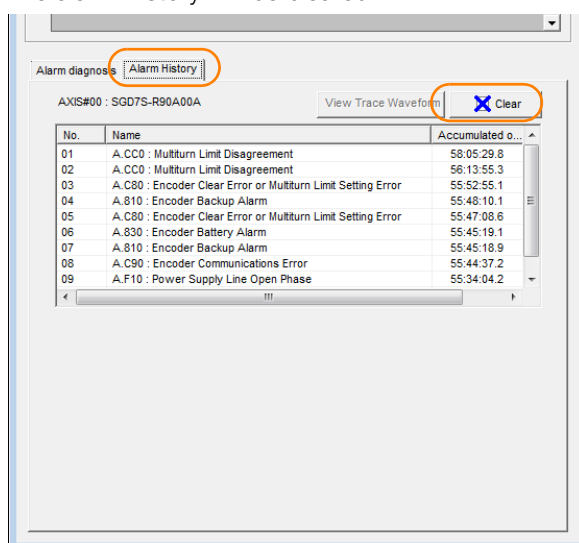 Alarm diagnosis Alarm History
AXIS#00 : SGD7S-R90A00A View Trace Waveform Clear
No. Name Accumulated o...
01 A.CC0 : Multiturn Limit Disagreement 58:05:29.8
02 A.CC0 : Multiturn Limit Disagreement 56:13:55.3
03 A.C80 : Encoder Clear Error or Multiturn Limit Setting Error 55:52:55.1
04 A.810 : Encoder Backup Alarm 55:48:10.1
05 A.C80 : Encoder Clear Error or Multiturn Limit Setting Error 55:47:08.6
06 A.830 : Encoder Battery Alarm 55:45:19.1
07 A.810 : Encoder Backup Alarm 55:45:18.9
08 A.C90 : Encoder Communications Error 55:44:37.2
09 A.F10 : Power Supply Line Open Phase 55:34:04.2